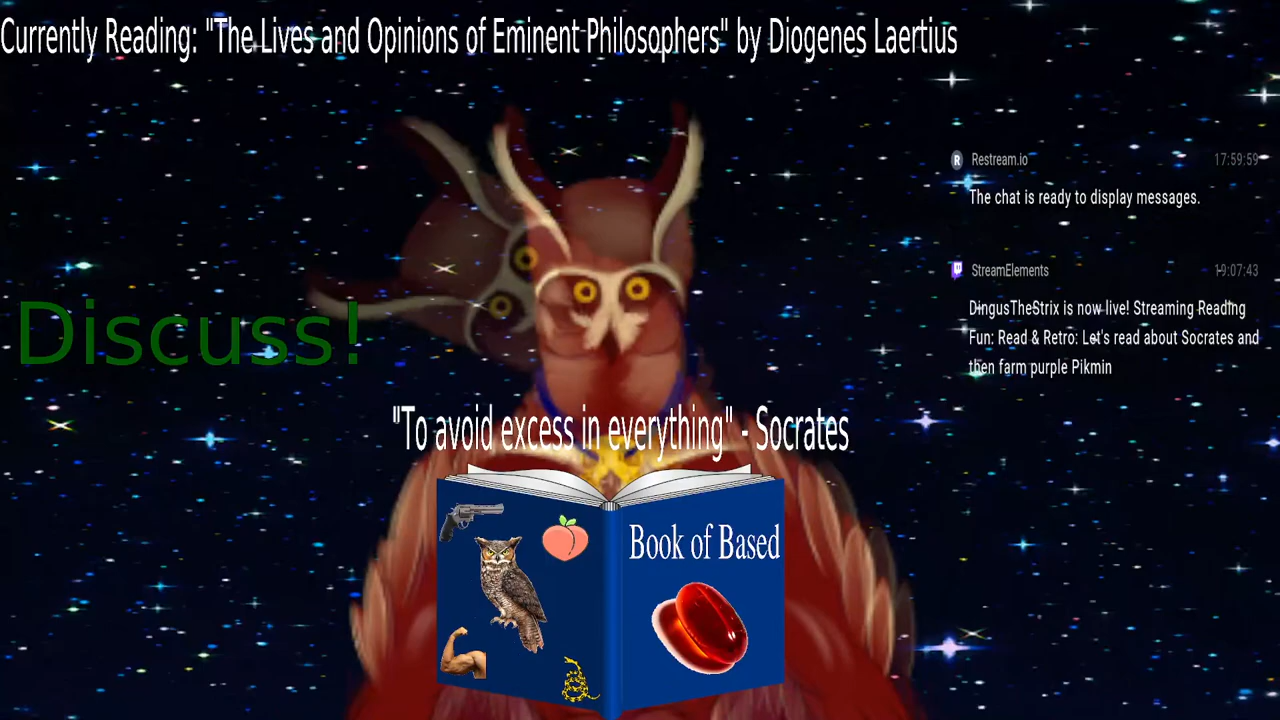 Currently Reading: "The Lives and Opinions of Eminent Philosophers" by Diogenes Laertius
R Restream.io 17:59:59
The chat is ready to display messages.
StreamElements 19:07:43
DingusTheStrix is now live! Streaming Reading
Fun: Read & Retro: Let's read about Socrates and
then farm purple Pikmin
Discuss!
"To avoid excess in everything" - Socrates
Book of Based